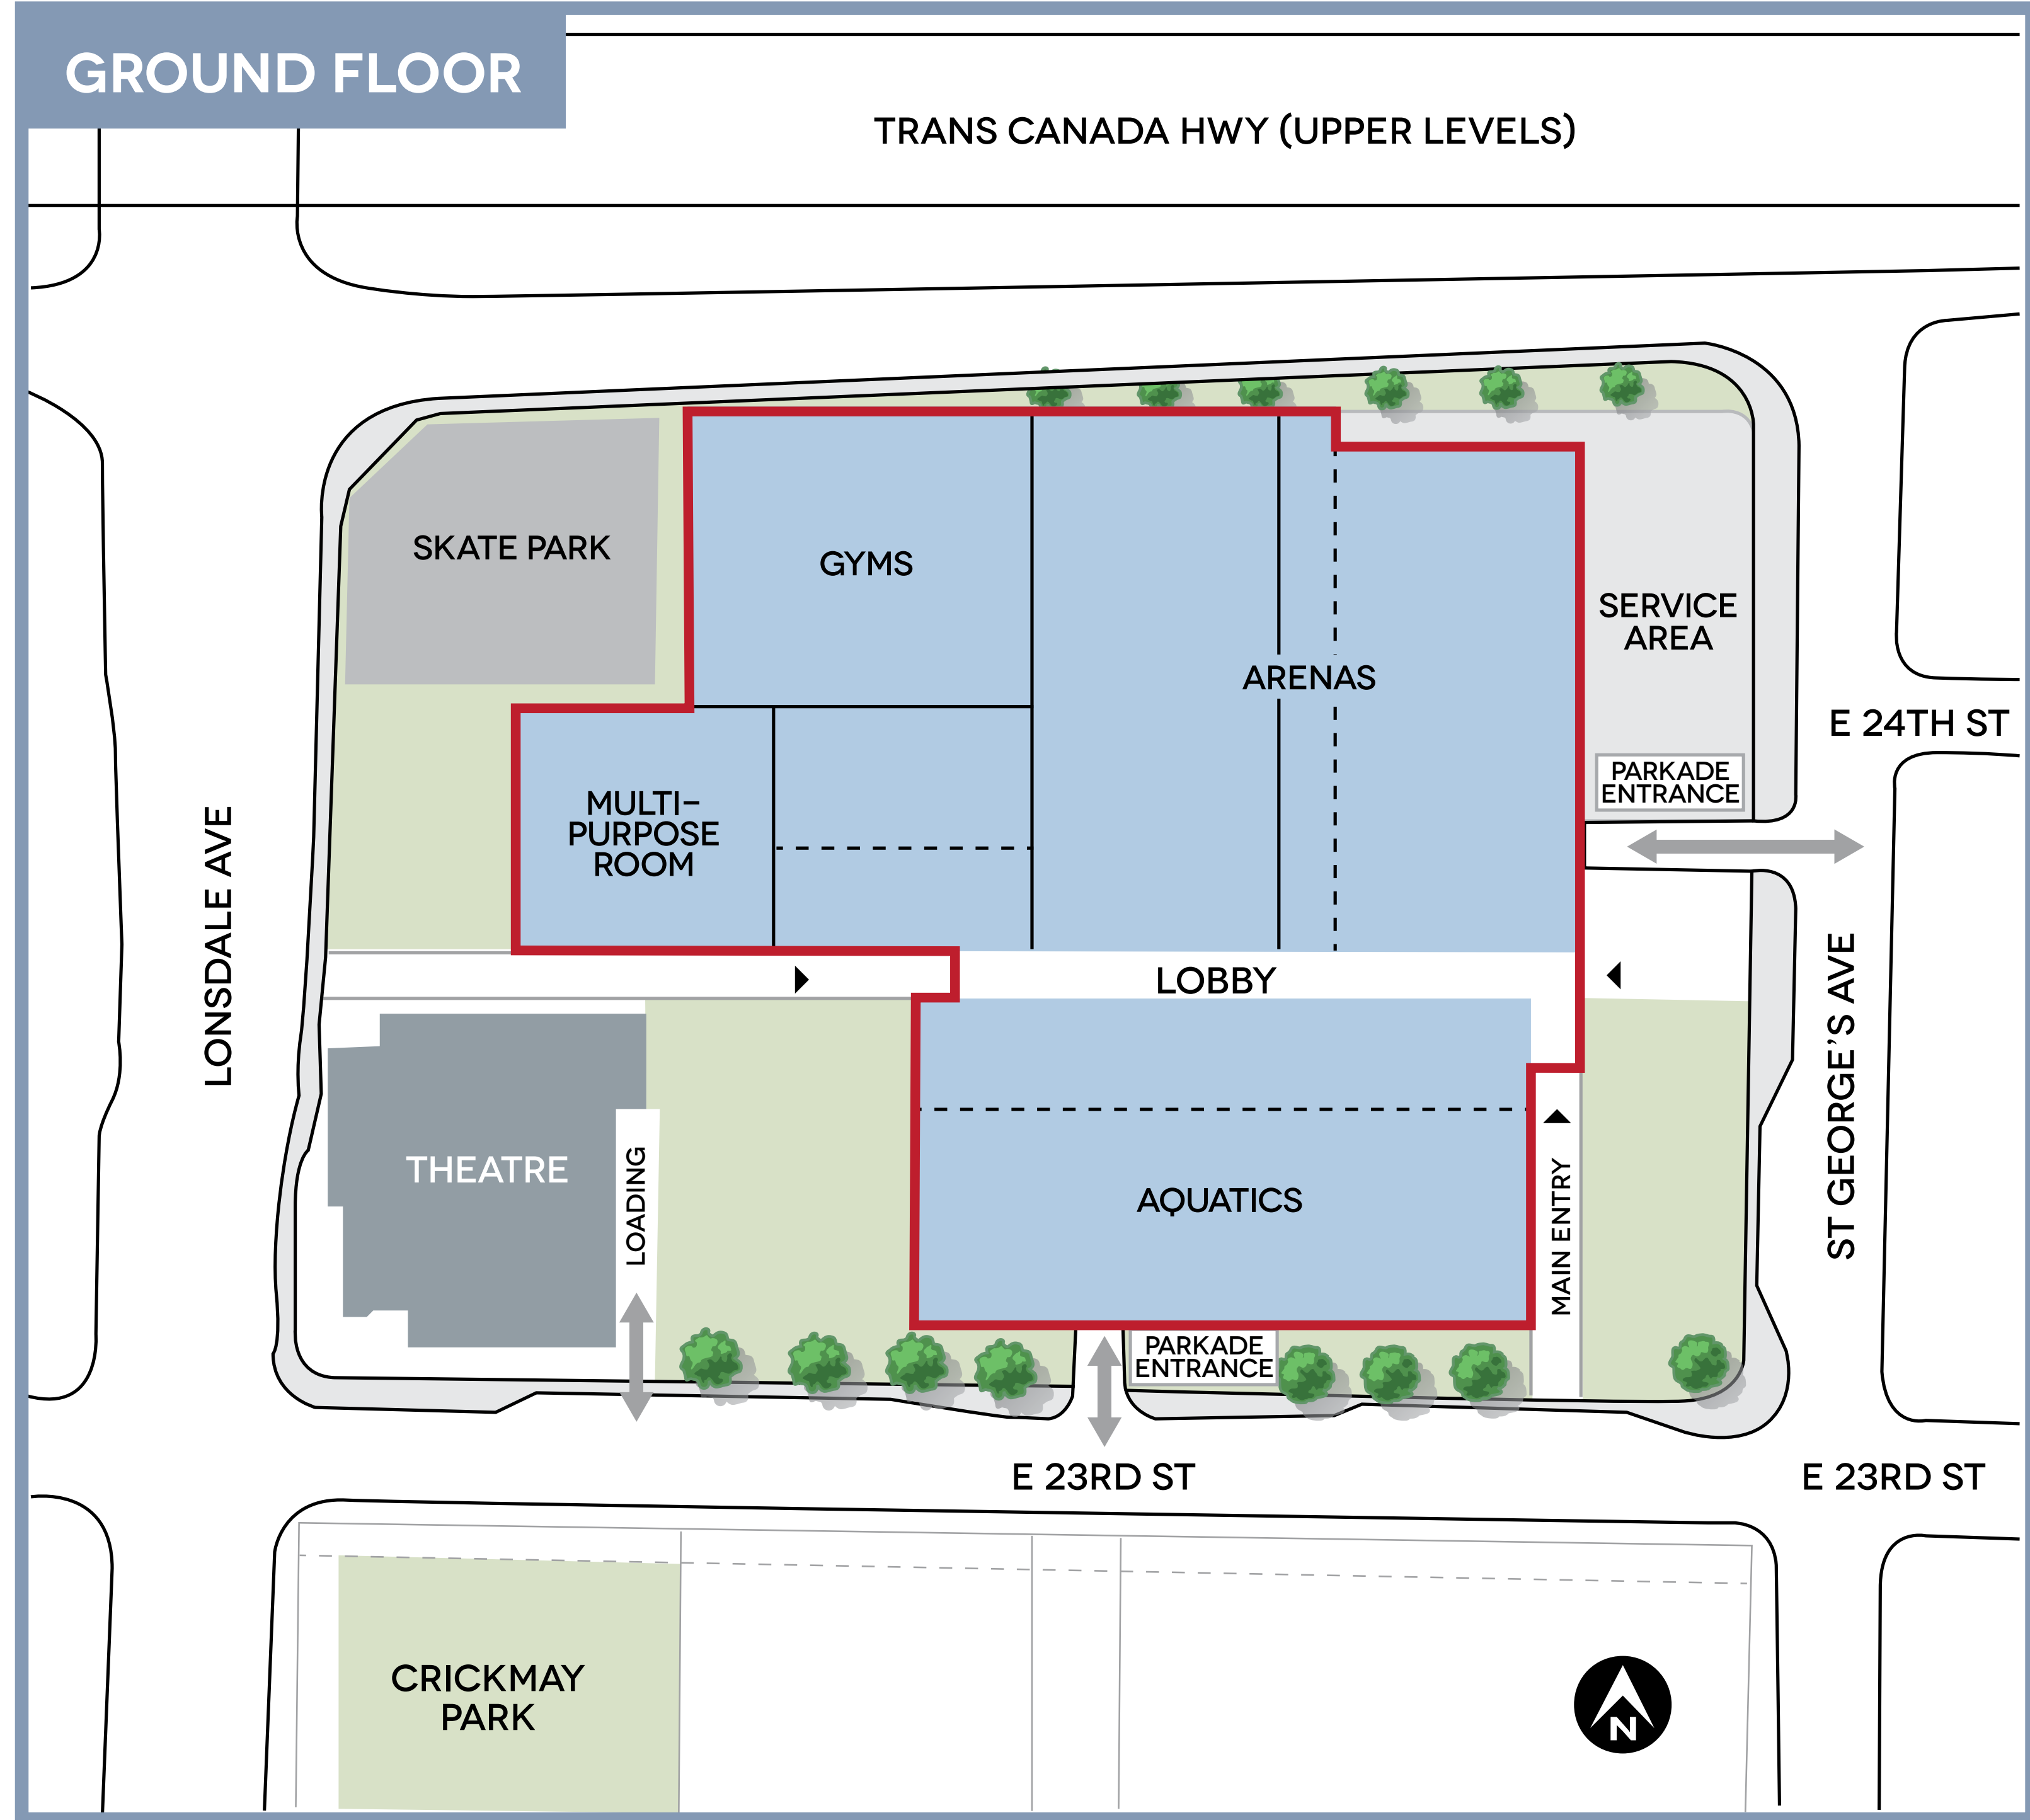 GROUND FLOOR
TRANS CANADA HWY (UPPER LEVELS)
SKATE PARK
GYMS
SERVICE
AREA
ARENAS
E 24TH ST
PARKADE
ENTRANCE
MULTI-
PURPOSE
ROOM
LONSDALE AVE
LOBBY
ST GEORGE'S AVE
THEATRE
LOADING
AQUATICS
MAIN ENTRY
PARKADE
ENTRANCE
E 23RD ST
E 23RD ST
CRICKMAY
PARK
N